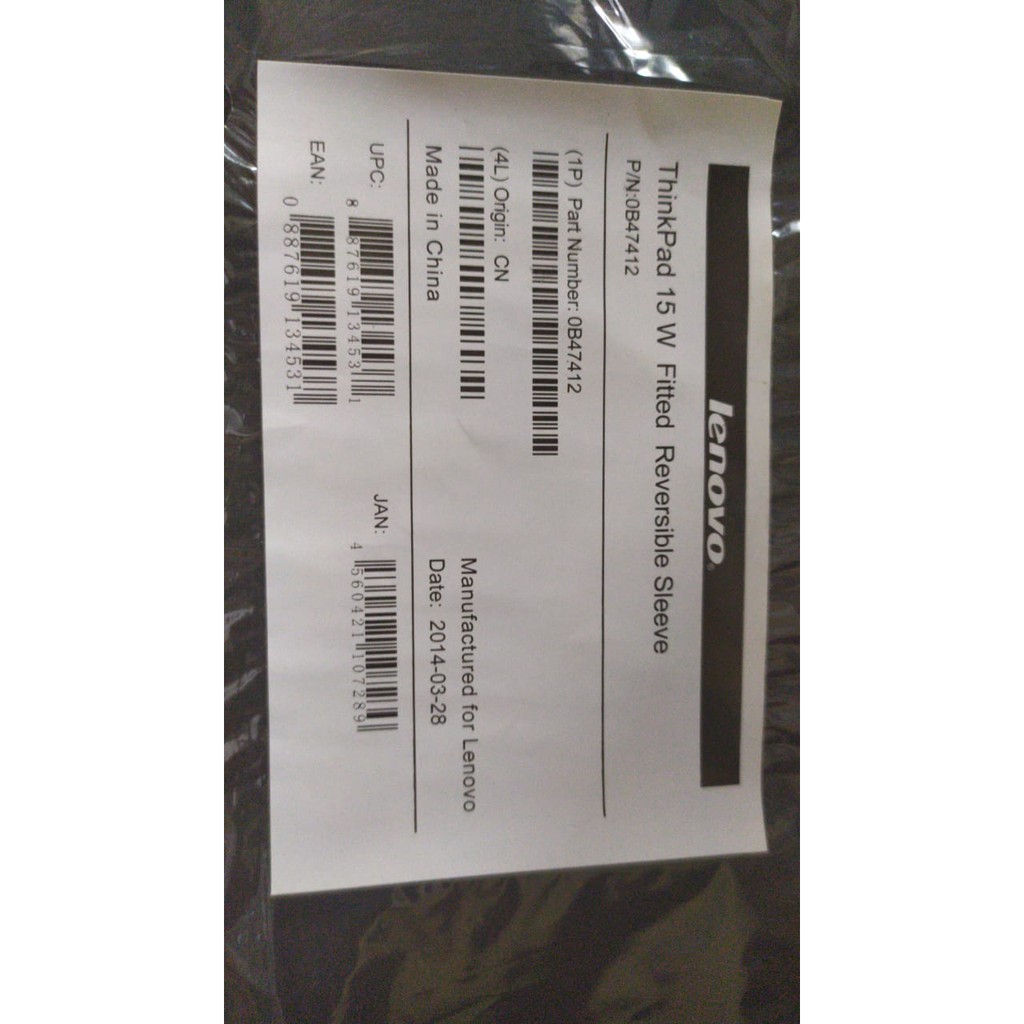 lenovo®
ThinkPad 15 W Fitted Reversible Sleeve
P/N:0B47412
(1P) Part Number: 0B47412
(4L) Origin: CN
Made in China
Manufactured for Lenovo
Date: 2014-03-28
UPC: 8 87619 13453 1
JAN: 4 560421 107289
EAN: 0 887619 134531